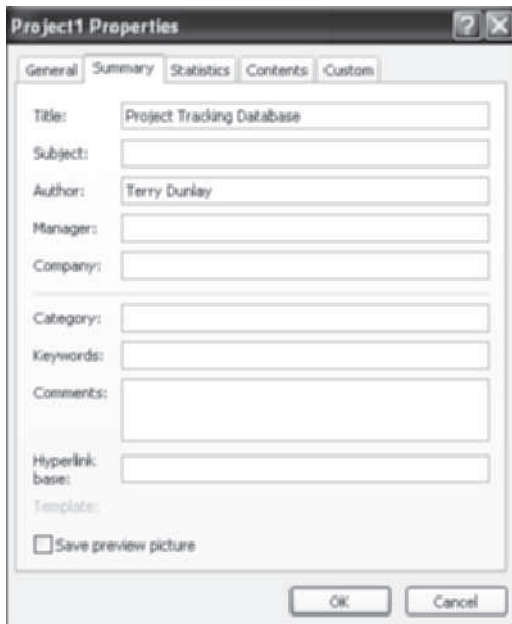 Project1 Properties
General Summary Statistics Contents Custom
Title: Project Tracking Database
Subject:
Author: Terry Dunlay
Manager:
Company:
Category:
Keywords:
Comments:
Hyperlink
base:
Template:
Save preview picture
OK Cancel